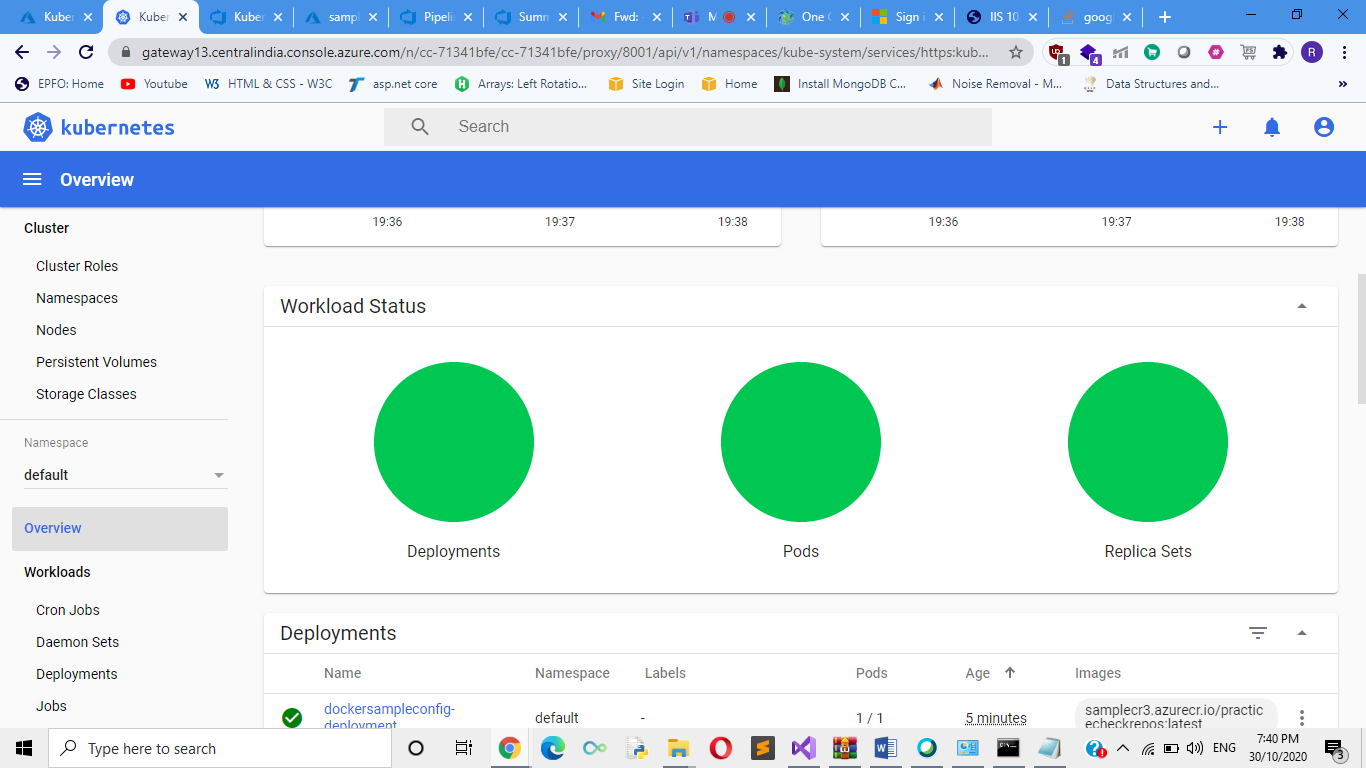 Kuber
Kuber
Kuber
sampl
Pipelin
Summ
Fwd:
M
One C
Sign i
IIS 10
goog
gateway13.centralindia.console.azure.com/n/cc-71341bfe/cc-71341bfe/proxy/8001/api/v1/namespaces/kube-system/services/https:kub...
1
4
R
EPFO: Home
Youtube
HTML & CSS - W3C
asp.net core
Arrays: Left Rotatio...
Site Login
Home
Install MongoDB C...
Noise Removal - M...
Data Structures and...
»
kubernetes
Search
Overview
Cluster
Cluster Roles
Namespaces
Nodes
Persistent Volumes
Storage Classes
Namespace
default
Overview
Workloads
Cron Jobs
Daemon Sets
Deployments
Jobs
19:36 19:37 19:38
19:36 19:37 19:38
Workload Status
Deployments
Pods
Replica Sets
Deployments
Name Namespace Labels Pods Age Images
dockersampleconfig-
deployment
default - 1 / 1 5 minutes
samplecr3.azurecr.io/practic
echeckrepos:latest
Type here to search
ENG
7:40 PM
30/10/2020
3